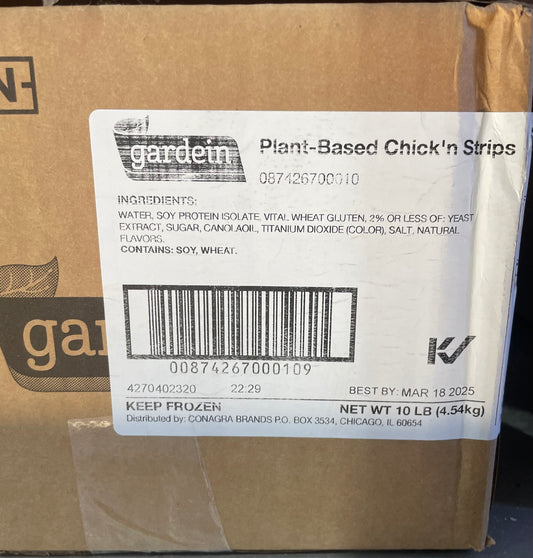 N
gardein
Plant-Based Chick'n Strips
087426700010
INGREDIENTS:
WATER, SOY PROTEIN ISOLATE, VITAL WHEAT GLUTEN, 2% OR LESS OF: YEAST
EXTRACT, SUGAR, CANOLAOIL, TITANIUM DIOXIDE (COLOR), SALT, NATURAL
FLAVORS.
CONTAINS: SOY, WHEAT.
gar
00874267000109
KV
4270402320 22:29 BEST BY: MAR 18 2025
KEEP FROZEN NET WT 10 LB (4.54kg)
Distributed by: CONAGRA BRANDS P.O. BOX 3534, CHICAGO, IL 60654